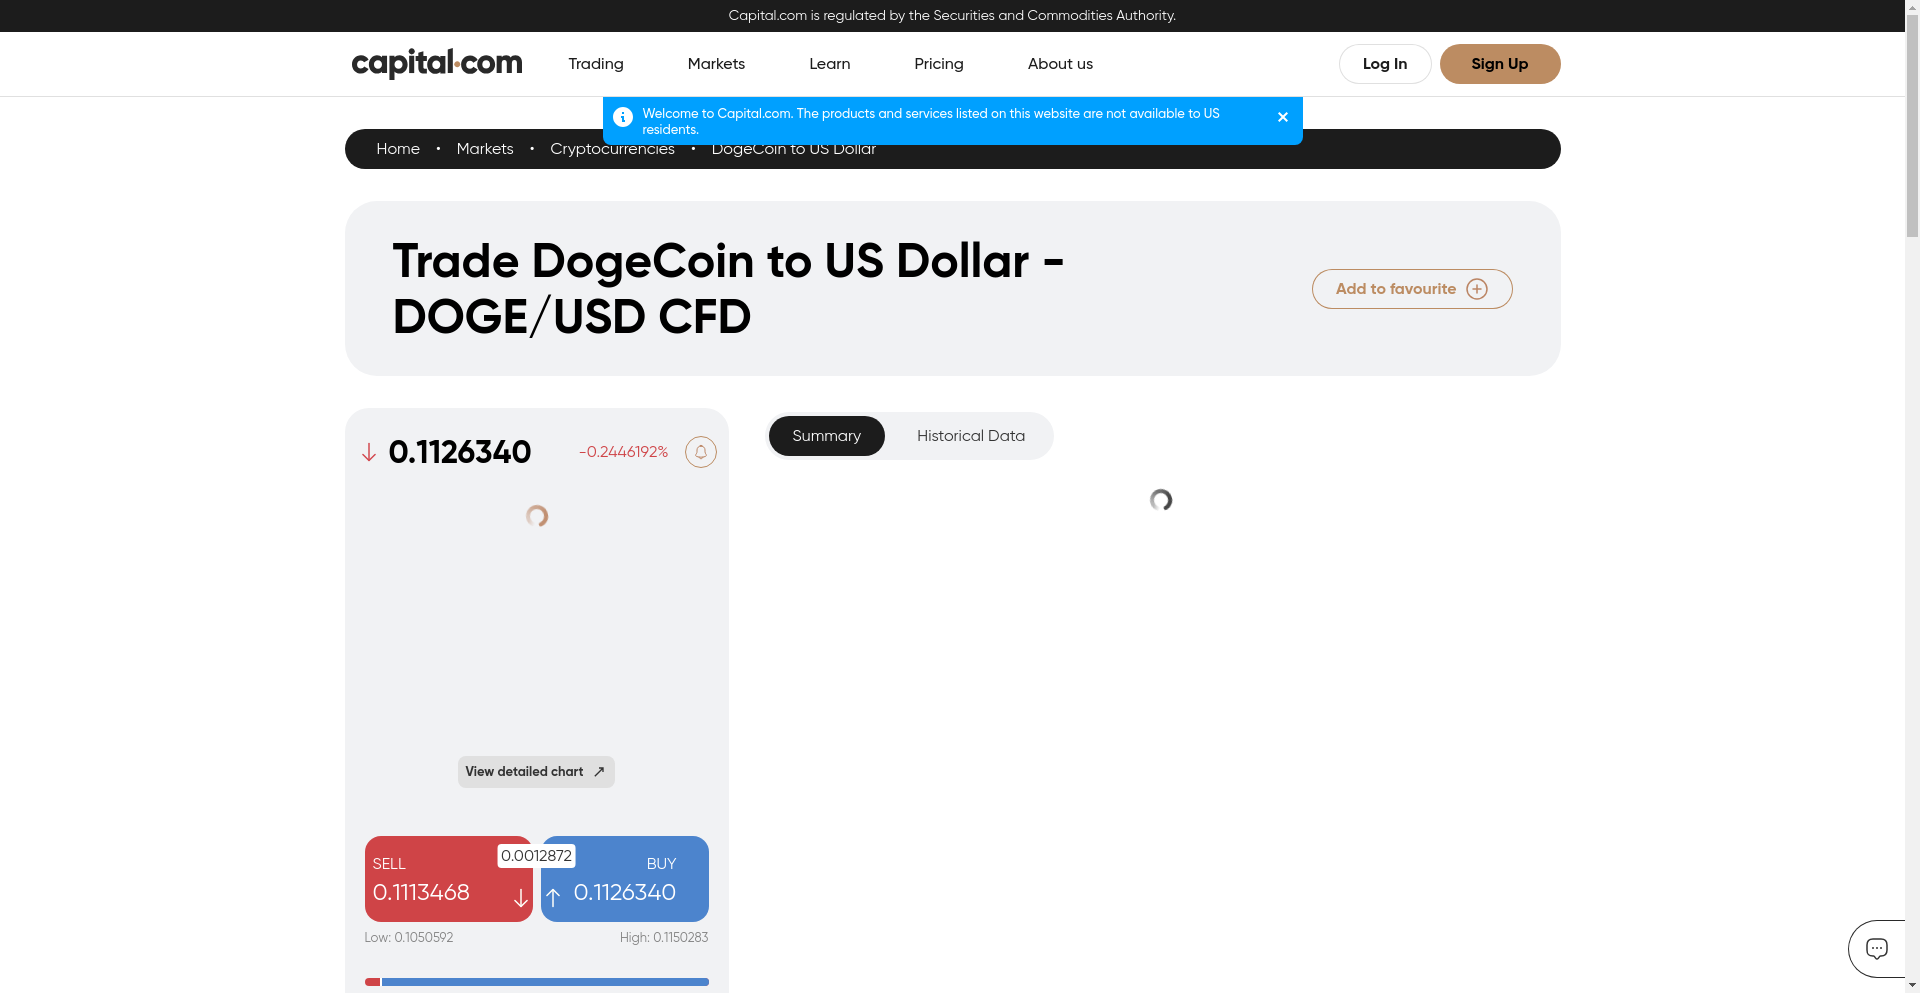 Capital.com is regulated by the Securities and Commodities Authority.
capital.com
Trading
Markets
Learn
Pricing
About us
Log In
Sign Up
Welcome to Capital.com. The products and services listed on this website are not available to US
residents.
Home • Markets • Cryptocurrencies • DogeCoin to US Dollar
Trade DogeCoin to US Dollar -
DOGE/USD CFD
Add to favourite
0.1126340
-0.2446192%
Summary
Historical Data
View detailed chart
SELL
0.0012872
BUY
0.1113468
0.1126340
Low: 0.1050592
High: 0.1150283